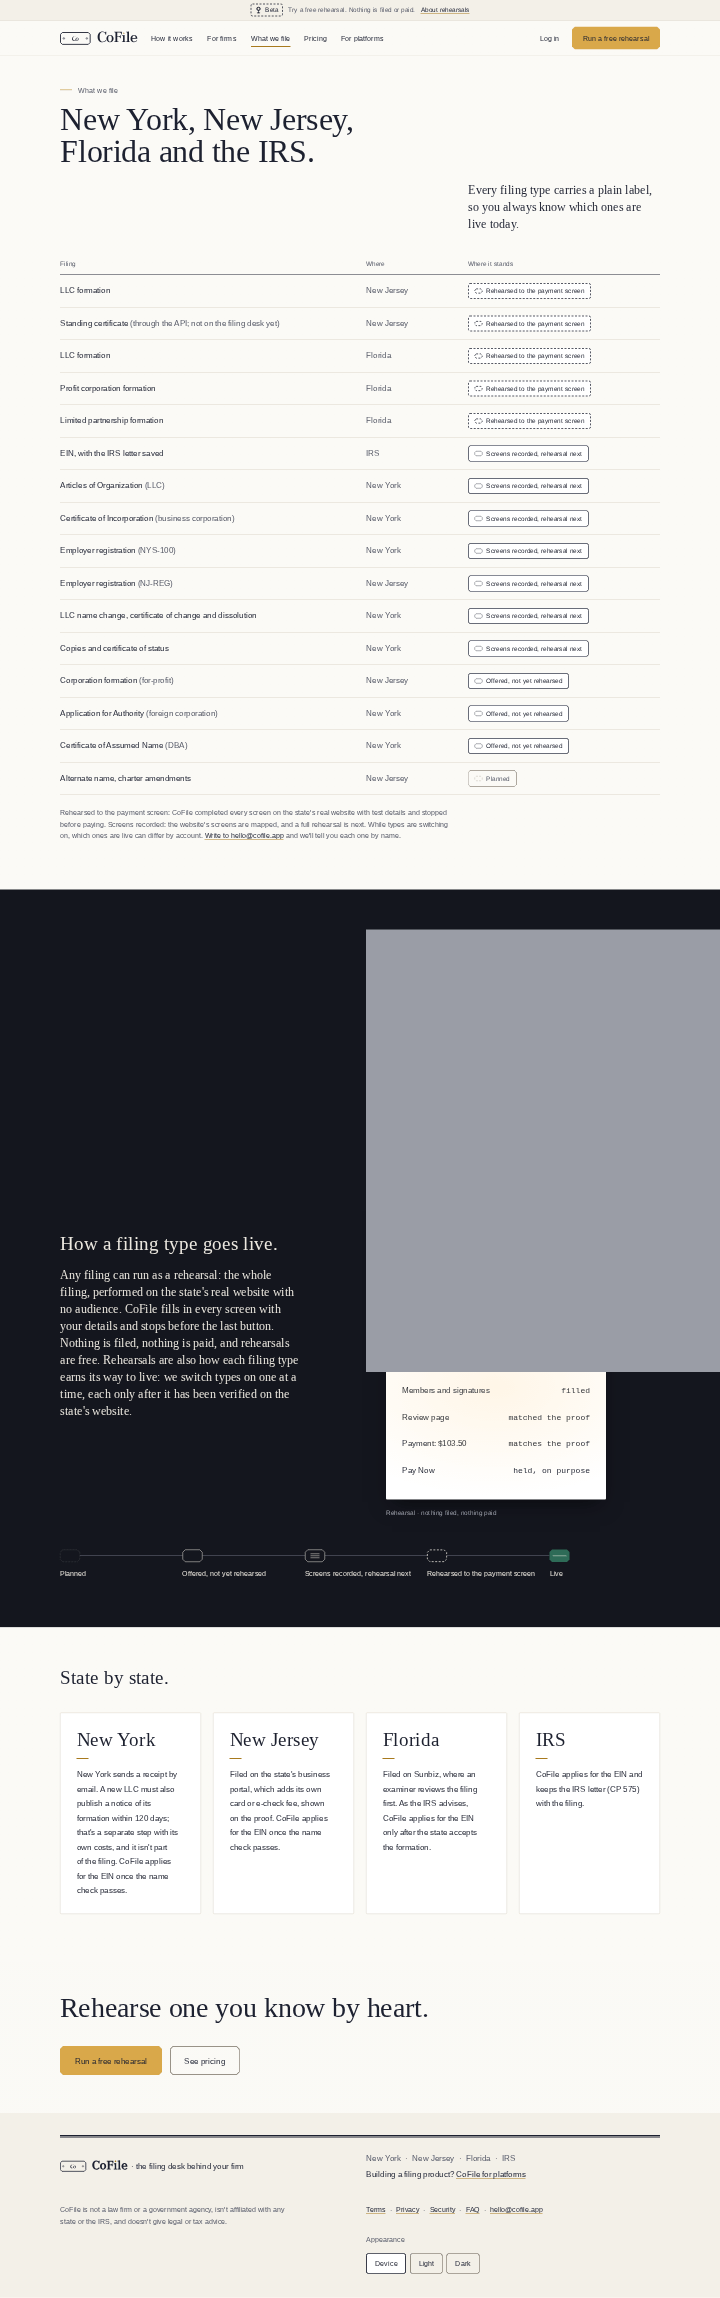 Beta Try a free rehearsal. Nothing is filed or paid. About rehearsals
Co CoFile How it works For firms What we file Pricing For platforms Log in Run a free rehearsal
What we file
New York, New Jersey,
Florida and the IRS.
Every filing type carries a plain label,
so you always know which ones are
live today.
Filing Where Where it stands
LLC formation New Jersey Rehearsed to the payment screen
Standing certificate (through the API; not on the filing desk yet) New Jersey Rehearsed to the payment screen
LLC formation Florida Rehearsed to the payment screen
Profit corporation formation Florida Rehearsed to the payment screen
Limited partnership formation Florida Rehearsed to the payment screen
EIN, with the IRS letter saved IRS Screens recorded, rehearsal next
Articles of Organization (LLC) New York Screens recorded, rehearsal next
Certificate of Incorporation (business corporation) New York Screens recorded, rehearsal next
Employer registration (NYS-100) New York Screens recorded, rehearsal next
Employer registration (NJ-REG) New Jersey Screens recorded, rehearsal next
LLC name change, certificate of change and dissolution New York Screens recorded, rehearsal next
Copies and certificate of status New York Screens recorded, rehearsal next
Corporation formation (for-profit) New Jersey Offered, not yet rehearsed
Application for Authority (foreign corporation) New York Offered, not yet rehearsed
Certificate of Assumed Name (DBA) New York Offered, not yet rehearsed
Alternate name, charter amendments New Jersey Planned
Rehearsed to the payment screen: CoFile completed every screen on the state's real website with test details and stopped
before paying. Screens recorded: the website's screens are mapped, and a full rehearsal is next. While types are switching
on, which ones are live can differ by account. Write to hello@cofile.app and we'll tell you each one by name.
How a filing type goes live.
Any filing can run as a rehearsal: the whole
filing, performed on the state's real website with
no audience. CoFile fills in every screen with
your details and stops before the last button.
Nothing is filed, nothing is paid, and rehearsals
are free. Rehearsals are also how each filing type
earns its way to live: we switch types on one at a
time, each only after it has been verified on the
state's website.
Members and signatures filled
Review page matched the proof
Payment: $103.50 matches the proof
Pay Now held, on purpose
Rehearsal · nothing filed, nothing paid
Planned Offered, not yet rehearsed Screens recorded, rehearsal next Rehearsed to the payment screen Live
State by state.
New York
New York sends a receipt by
email. A new LLC must also
publish a notice of its
formation within 120 days;
that's a separate step with its
own costs, and it isn't part
of the filing. CoFile applies
for the EIN once the name
check passes.
New Jersey
Filed on the state's business
portal, which adds its own
card or e-check fee, shown
on the proof. CoFile applies
for the EIN once the name
check passes.
Florida
Filed on Sunbiz, where an
examiner reviews the filing
first. As the IRS advises,
CoFile applies for the EIN
only after the state accepts
the formation.
IRS
CoFile applies for the EIN and
keeps the IRS letter (CP 575)
with the filing.
Rehearse one you know by heart.
Run a free rehearsal See pricing
Co CoFile · the filing desk behind your firm
New York · New Jersey · Florida · IRS
Building a filing product? CoFile for platforms
CoFile is not a law firm or a government agency, isn't affiliated with any
state or the IRS, and doesn't give legal or tax advice.
Terms · Privacy · Security · FAQ · hello@cofile.app
Appearance
Device Light Dark